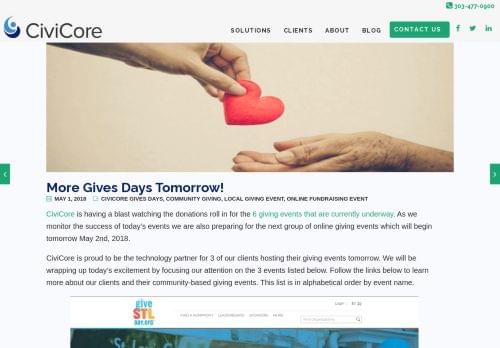 303-477-0900
CiviCore
SOLUTIONS CLIENTS ABOUT BLOG CONTACT US
More Gives Days Tomorrow!
MAY 1, 2018 CIVICORE GIVES DAYS, COMMUNITY GIVING, LOCAL GIVING EVENT, ONLINE FUNDRAISING EVENT
CiviCore is having a blast watching the donations roll in for the 6 giving events that are currently underway. As we
monitor the success of today's events we are also preparing for the next group of online giving events which will begin
tomorrow May 2nd, 2018.
CiviCore is proud to be the technology partner for 3 of our clients hosting their giving events tomorrow. We will be
wrapping up today's excitement by focusing our attention on the 3 events listed below. Follow the links below to learn
more about our clients and their community-based giving events. This list is in alphabetical order by event name.
give
STL
DAY.ORG
FIND A NONPROFIT LEADERBOARDS SPONSORS MORE
Find Organizations...